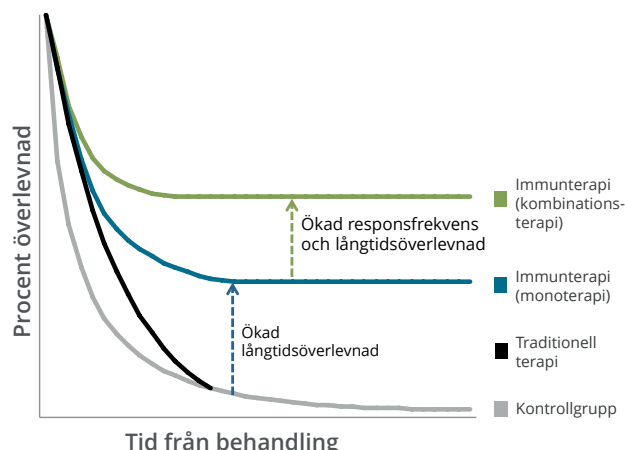 Procent överlevnad
Immunterapi
(kombinations-
terapi)
Ökad responsfrekvens
och långtidsöverlevnad
Immunterapi
(monoterapi)
Ökad
långtidsöverlevnad
Traditionell
terapi
Kontrollgrupp
Tid från behandling